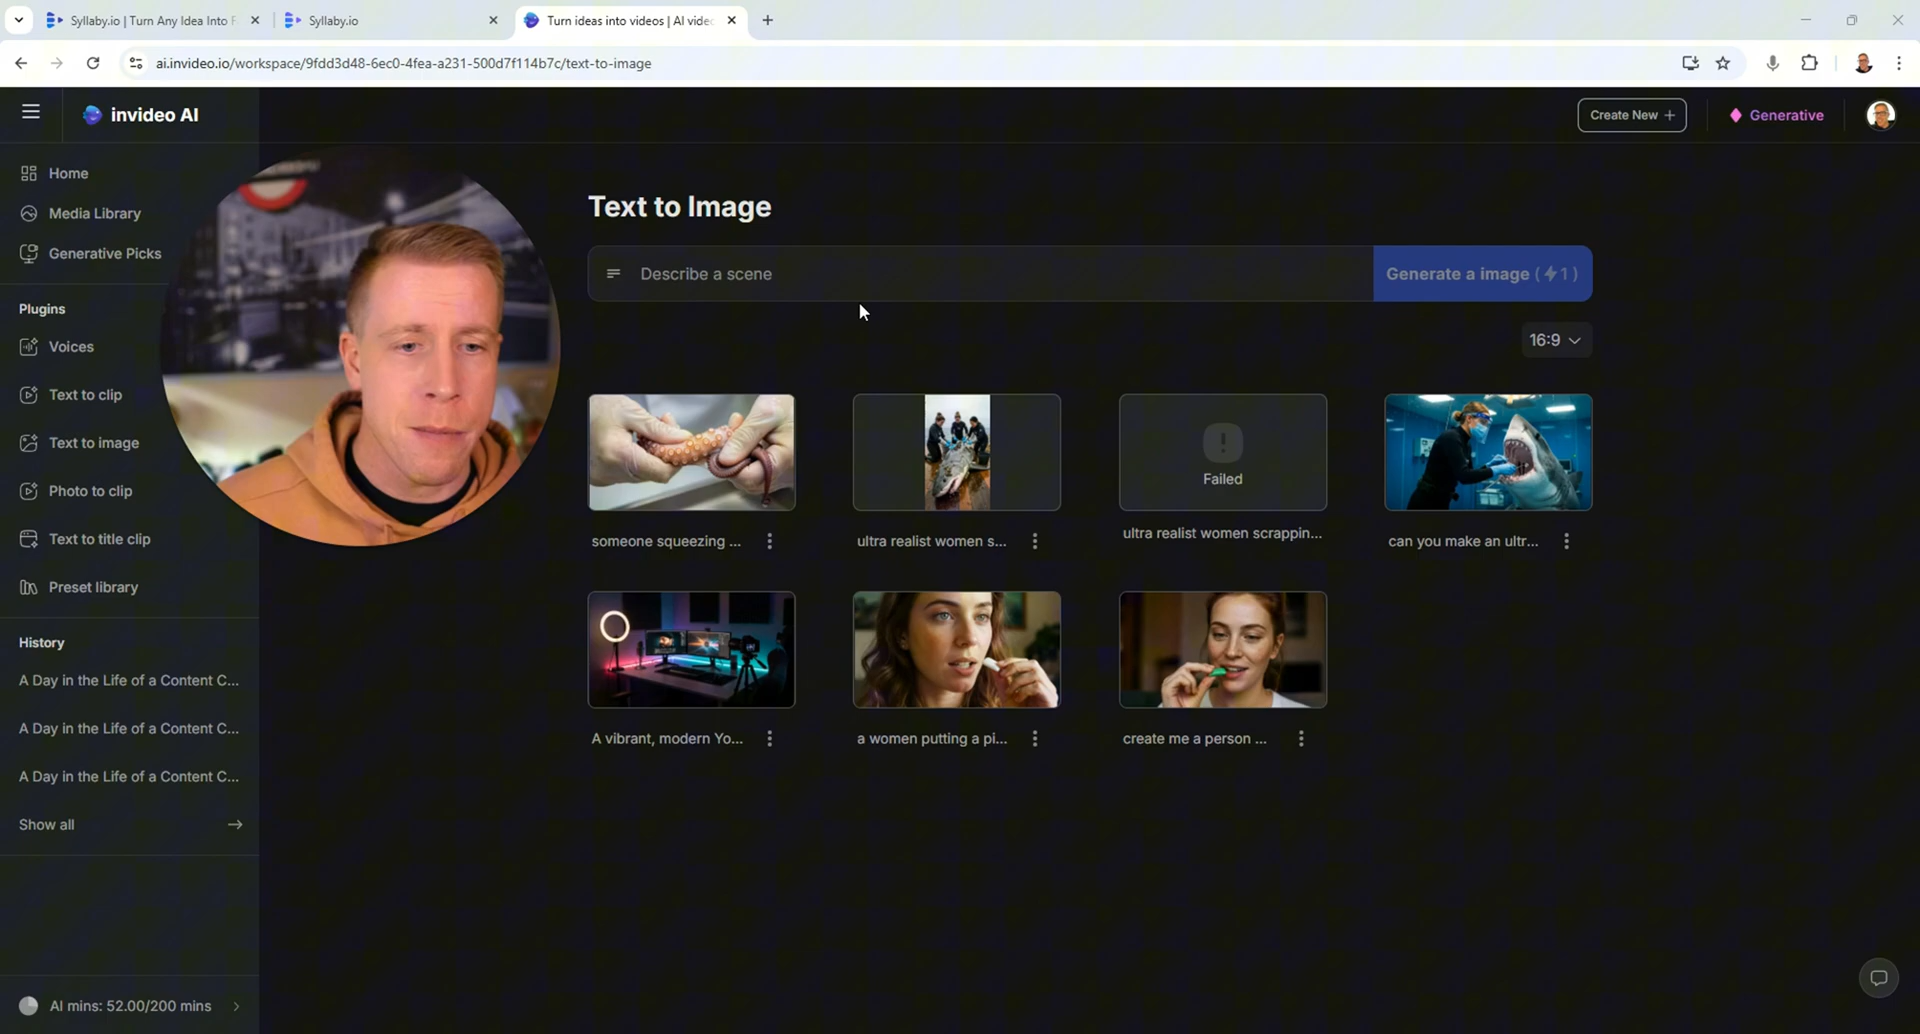 Syllaby.io | Turn Any Idea Into F
Syllaby.io
Turn ideas into videos | AI video
ai.invideo.io/workspace/9fdd3d48-6ec0-4fea-a231-500d7f114b7c/text-to-image
invideo AI
Create New +
Generative
Home
Media Library
Generative Picks
Plugins
Voices
Text to clip
Text to image
Photo to clip
Text to title clip
Preset library
History
A Day in the Life of a Content C...
A Day in the Life of a Content C...
A Day in the Life of a Content C...
Show all
AI mins: 52.00/200 mins
Text to Image
Describe a scene
Generate a image ( 1 )
16:9
Failed
someone squeezing ...
ultra realist women s...
ultra realist women scrappin...
can you make an ultr...
A vibrant, modern Yo...
a women putting a pi...
create me a person ...